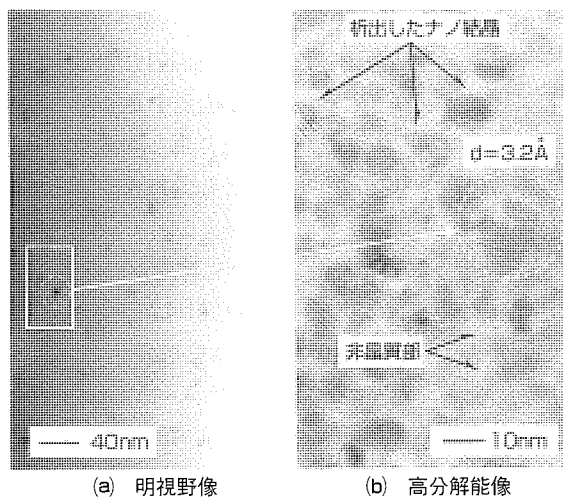 析出したナノ結晶
d=3.2Å
非晶質部
40nm
10nm
(a) 明視野像
(b) 高分解能像